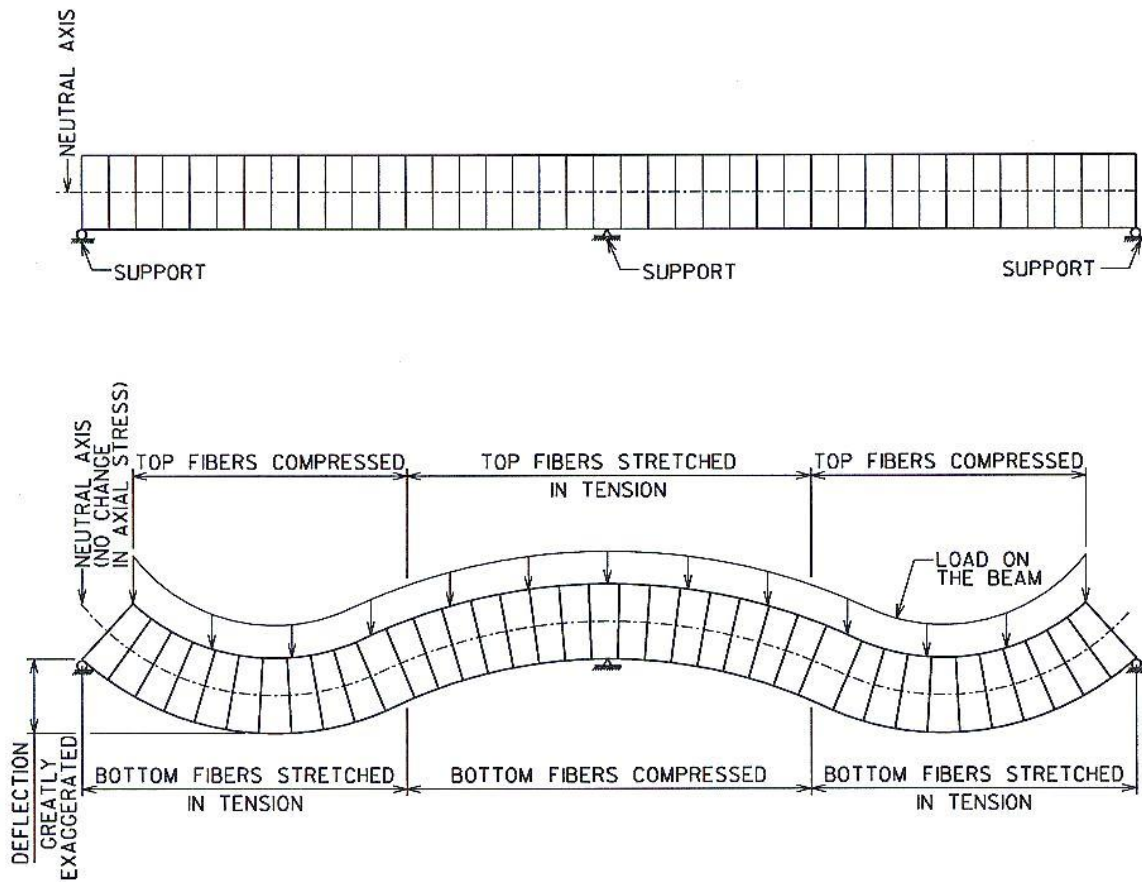 NEUTRAL AXIS
SUPPORT
SUPPORT
SUPPORT
NEUTRAL AXIS
(NO CHANGE
IN AXIAL STRESS)
TOP FIBERS COMPRESSED
TOP FIBERS STRETCHED
IN TENSION
TOP FIBERS COMPRESSED
LOAD ON
THE BEAM
DEFLECTION
GREATLY
EXAGGERATED
BOTTOM FIBERS STRETCHED
IN TENSION
BOTTOM FIBERS COMPRESSED
BOTTOM FIBERS STRETCHED
IN TENSION